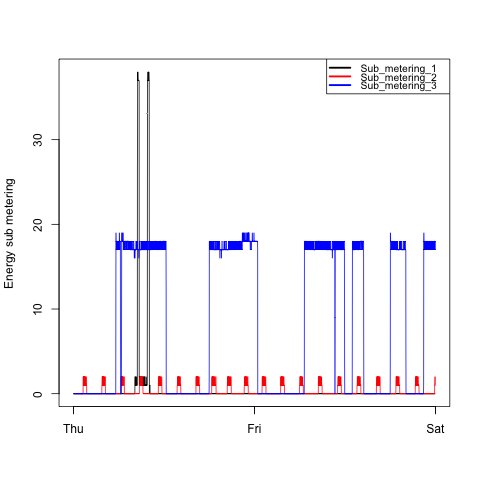 Sub_metering_1
Sub_metering_2
Sub_metering_3
Energy sub metering
30
20
10
0
Thu
Fri
Sat